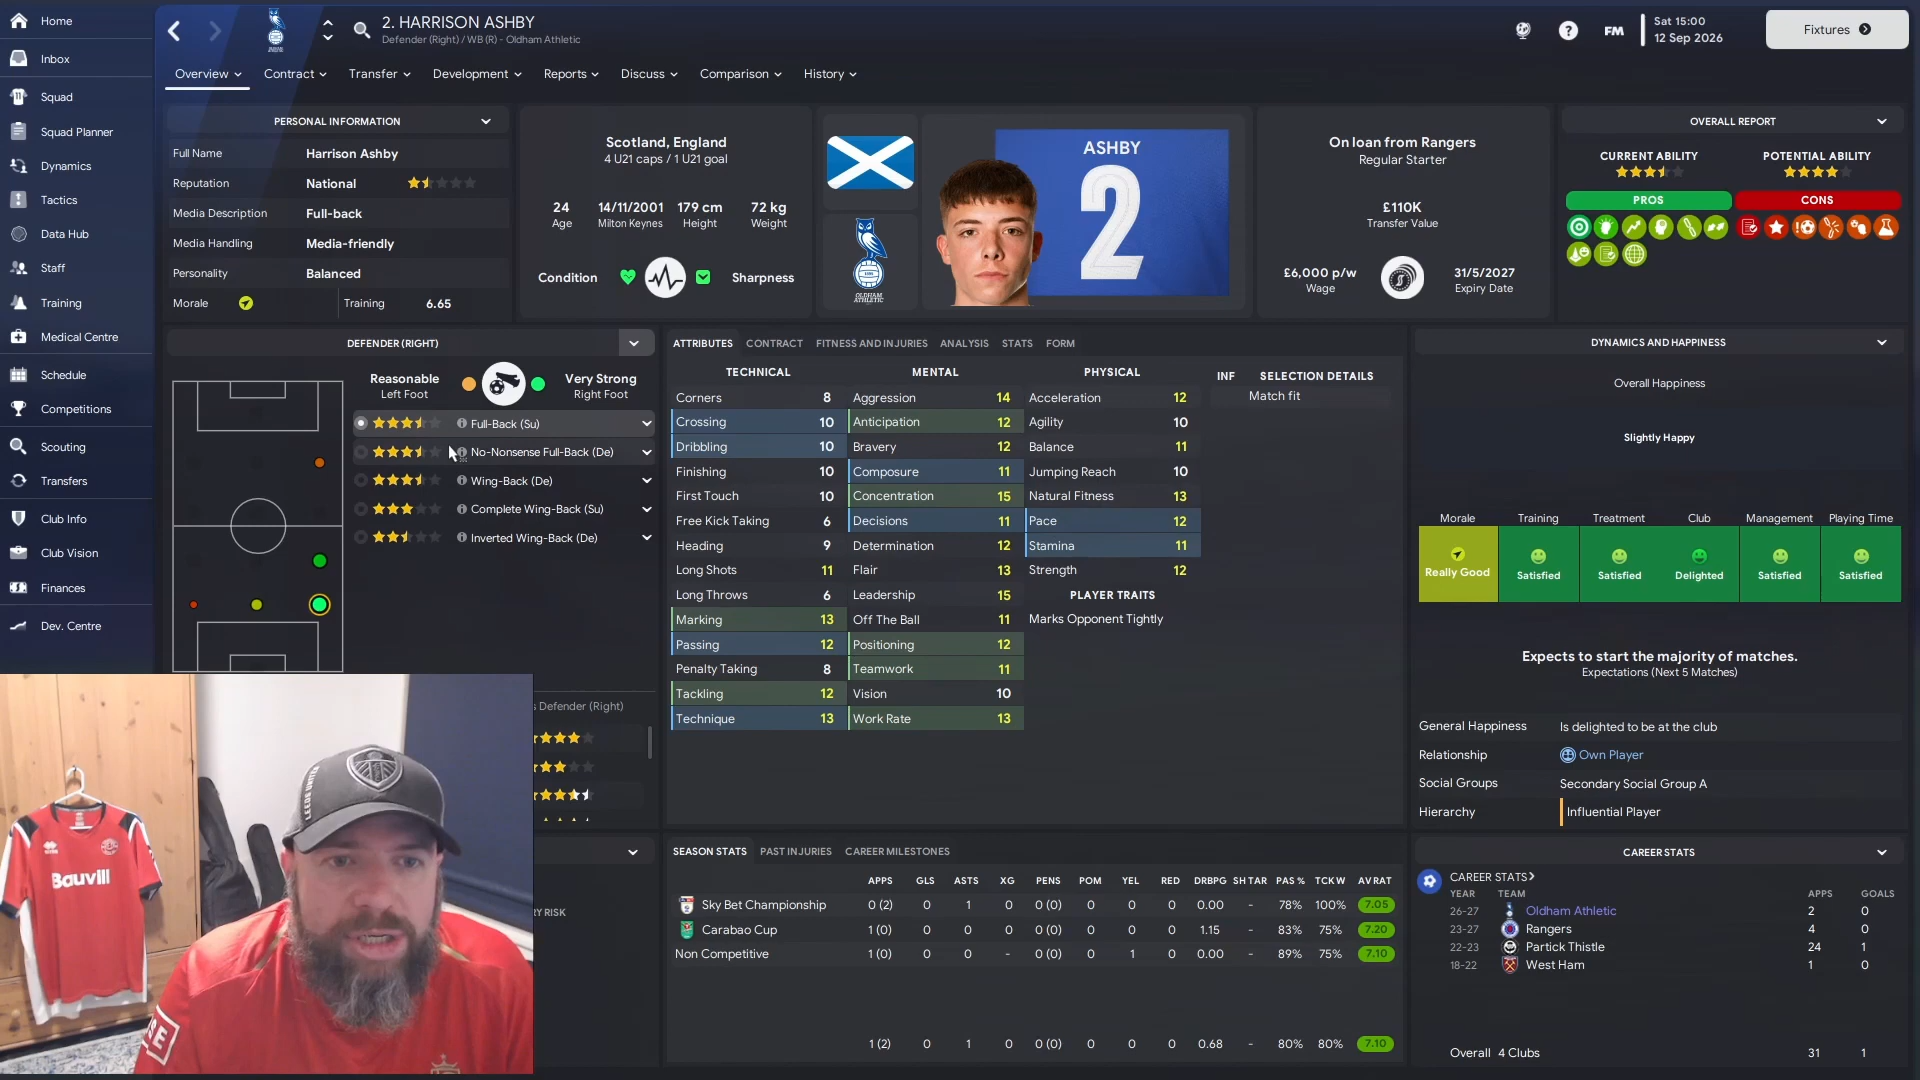 Home
Inbox
Squad
Squad Planner
Dynamics
Tactics
Data Hub
Staff
Training
Medical Centre
Schedule
Competitions
Scouting
Transfers
Club Info
Club Vision
Finances
Dev. Centre
2. HARRISON ASHBY
Defender (Right) / WB (R) - Oldham Athletic
FM
Sat 15:00
12 Sep 2026
Fixtures
Overview Contract Transfer Development Reports Discuss Comparison History
PERSONAL INFORMATION
Full Name Harrison Ashby
Reputation National
Media Description Full-back
Media Handling Media-friendly
Personality Balanced
Morale Training 6.65
Scotland, England
4 U21 caps / 1 U21 goal
24 14/11/2001 179 cm 72 kg
Age Milton Keynes Height Weight
Condition Sharpness
OLDHAM
ATHLETIC
ASHBY
2
On loan from Rangers
Regular Starter
£110K
Transfer Value
£6,000 p/w 31/5/2027
Wage Expiry Date
OVERALL REPORT
CURRENT ABILITY POTENTIAL ABILITY
PROS CONS
DEFENDER (RIGHT)
Reasonable Very Strong
Left Foot Right Foot
Full-Back (Su)
No-Nonsense Full-Back (De)
Wing-Back (De)
Complete Wing-Back (Su)
Inverted Wing-Back (De)
s Defender (Right)
RY RISK
ATTRIBUTES CONTRACT FITNESS AND INJURIES ANALYSIS STATS FORM
TECHNICAL MENTAL PHYSICAL
Corners 8 Aggression 14 Acceleration 12
Crossing 10 Anticipation 12 Agility 10
Dribbling 10 Bravery 12 Balance 11
Finishing 10 Composure 11 Jumping Reach 10
First Touch 10 Concentration 15 Natural Fitness 13
Free Kick Taking 6 Decisions 11 Pace 12
Heading 9 Determination 12 Stamina 11
Long Shots 11 Flair 13 Strength 12
Long Throws 6 Leadership 15 PLAYER TRAITS
Marking 13 Off The Ball 11 Marks Opponent Tightly
Passing 12 Positioning 12
Penalty Taking 8 Teamwork 11
Tackling 12 Vision 10
Technique 13 Work Rate 13
INF SELECTION DETAILS
Match fit
DYNAMICS AND HAPPINESS
Overall Happiness
Slightly Happy
Morale Training Treatment Club Management Playing Time
Really Good Satisfied Satisfied Delighted Satisfied Satisfied
Expects to start the majority of matches.
Expectations (Next 5 Matches)
General Happiness Is delighted to be at the club
Relationship Own Player
Social Groups Secondary Social Group A
Hierarchy Influential Player
SEASON STATS PAST INJURIES CAREER MILESTONES
APPS GLS ASTS XG PENS POM YEL RED DRBPG SH TAR PAS % TCK W AV RAT
Sky Bet Championship 0 (2) 0 1 0 0 (0) 0 0 0 0.00 - 78% 100% 7.05
Carabao Cup 1 (0) 0 0 0 0 (0) 0 0 0 1.15 - 83% 75% 7.20
Non Competitive 1 (0) 0 0 - 0 (0) 0 1 0 0.00 - 89% 75% 7.10
1 (2) 0 1 0 0 (0) 0 0 0 0.68 - 80% 80% 7.10
CAREER STATS
CAREER STATS>
YEAR TEAM APPS GOALS
26-27 Oldham Athletic 2 0
23-27 Rangers 4 0
22-23 Partick Thistle 24 1
18-22 West Ham 1 0
Overall 4 Clubs 31 1
Bauvill
LEEDS UNITED
SE